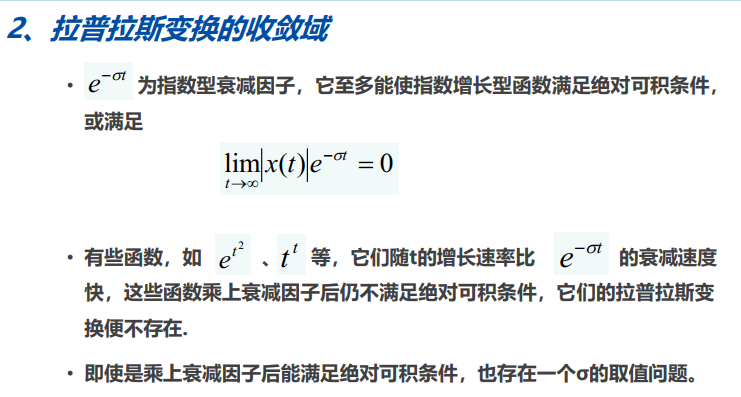 2、拉普拉斯变换的收敛域
• e^{-σt} 为指数型衰减因子，它至多能使指数增长型函数满足绝对可积条件，
或满足
lim_{t→∞}|x(t)|e^{-σt} = 0
• 有些函数，如 e^{t^2} 、t^t 等，它们随t的增长速率比 e^{-σt} 的衰减速度
快，这些函数乘上衰减因子后仍不满足绝对可积条件，它们的拉普拉斯变
换便不存在.
• 即使是乘上衰减因子后能满足绝对可积条件，也存在一个σ的取值问题。